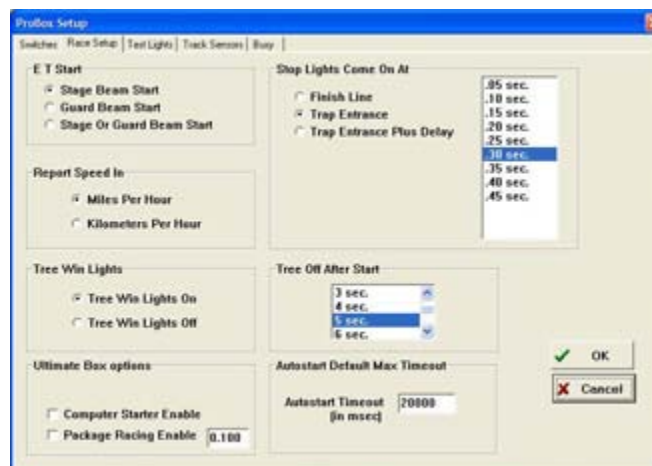 ProBox Setup
Switches Race Setup Test Lights Track Sensors Busy
E T Start
Stage Beam Start
Guard Beam Start
Stage Or Guard Beam Start
Stop Lights Come On At
Finish Line
Trap Entrance
Trap Entrance Plus Delay
.05 sec.
.10 sec.
.15 sec.
.20 sec.
.25 sec.
.30 sec.
.35 sec.
.40 sec.
.45 sec.
Report Speed In
Miles Per Hour
Kilometers Per Hour
Tree Win Lights
Tree Win Lights On
Tree Win Lights Off
Tree Off After Start
3 sec.
4 sec.
5 sec.
6 sec.
Ultimate Box options
Computer Starter Enable
Package Racing Enable 0.100
Autostart Default Max Timeout
Autostart Timeout 20000
(in msec)
OK
Cancel